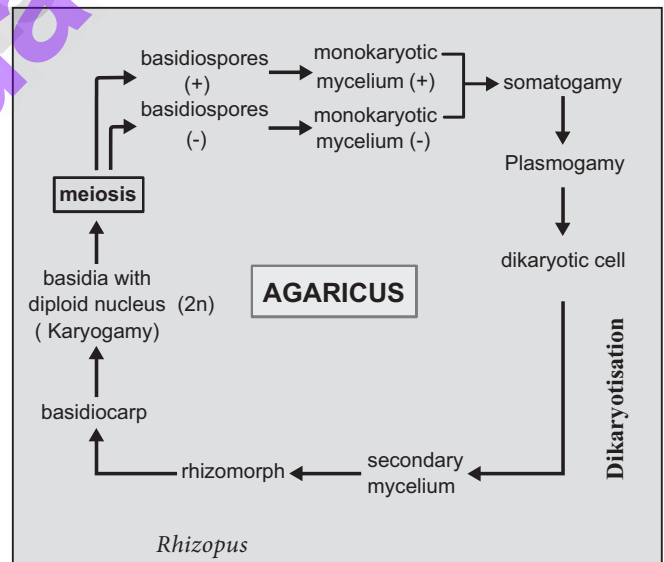 basidiospores
(+)
monokaryotic
mycelium (+)
somatogamy
basidiospores
(-)
monokaryotic
mycelium (-)
Plasmogamy
meiosis
dikaryotic cell
basidia with
diploid nucleus (2n)
( Karyogamy)
AGARICUS
Dikaryotisation
basidiocarp
rhizomorph
secondary
mycelium
Rhizopus